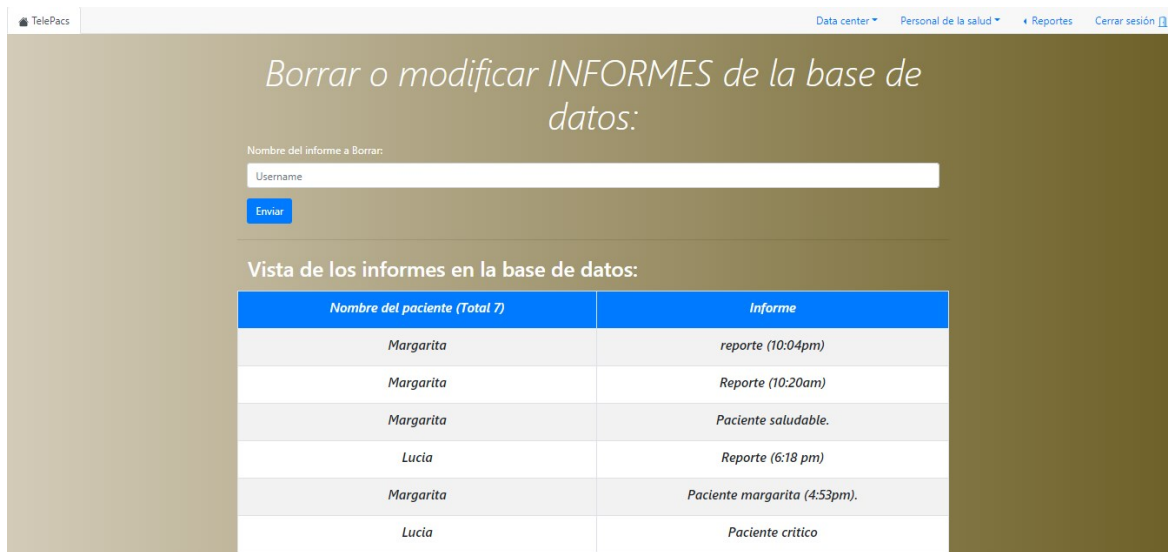 TelePacs Data center Personal de la salud Reportes Cerrar sesión
Borrar o modificar INFORMES de la base de
datos:
Nombre del informe a Borrar:
Username
Enviar
Vista de los informes en la base de datos:
Nombre del paciente (Total 7) Informe
Margarita reporte (10:04pm)
Margarita Reporte (10:20am)
Margarita Paciente saludable.
Lucia Reporte (6:18 pm)
Margarita Paciente margarita (4:53pm).
Lucia Paciente critico